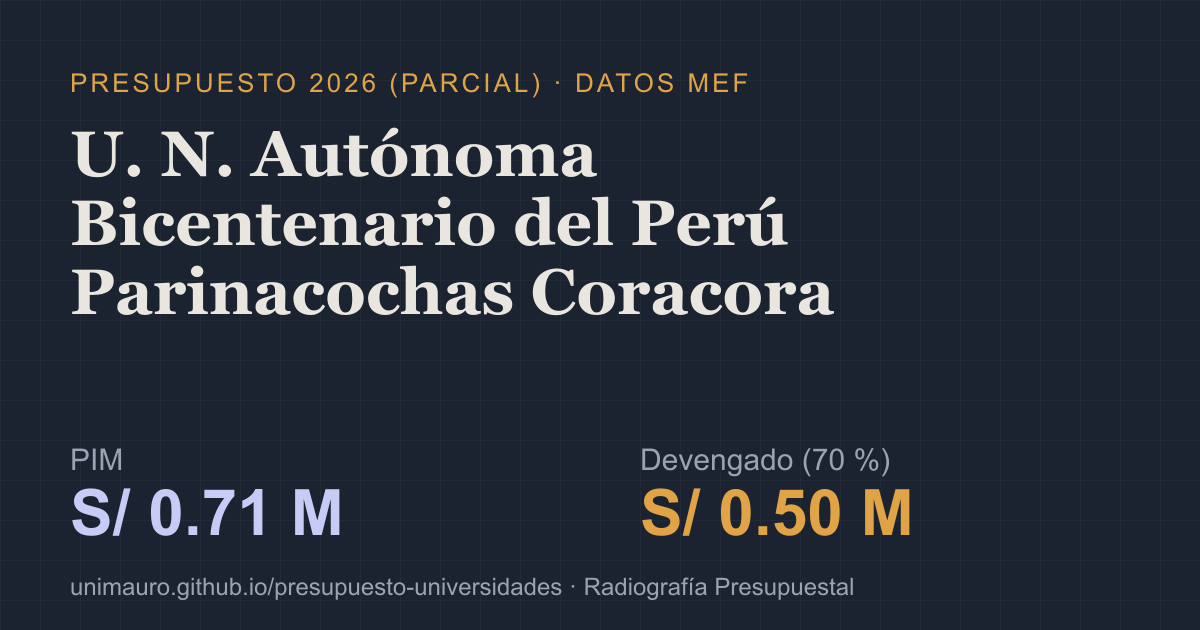 PRESUPUESTO 2026 (PARCIAL) · DATOS MEF
U. N. Autónoma
Bicentenario del Perú
Parinacochas Coracora
PIM
S/ 0.71 M
Devengado (70 %)
S/ 0.50 M
unimauro.github.io/presupuesto-universidades · Radiografía Presupuestal